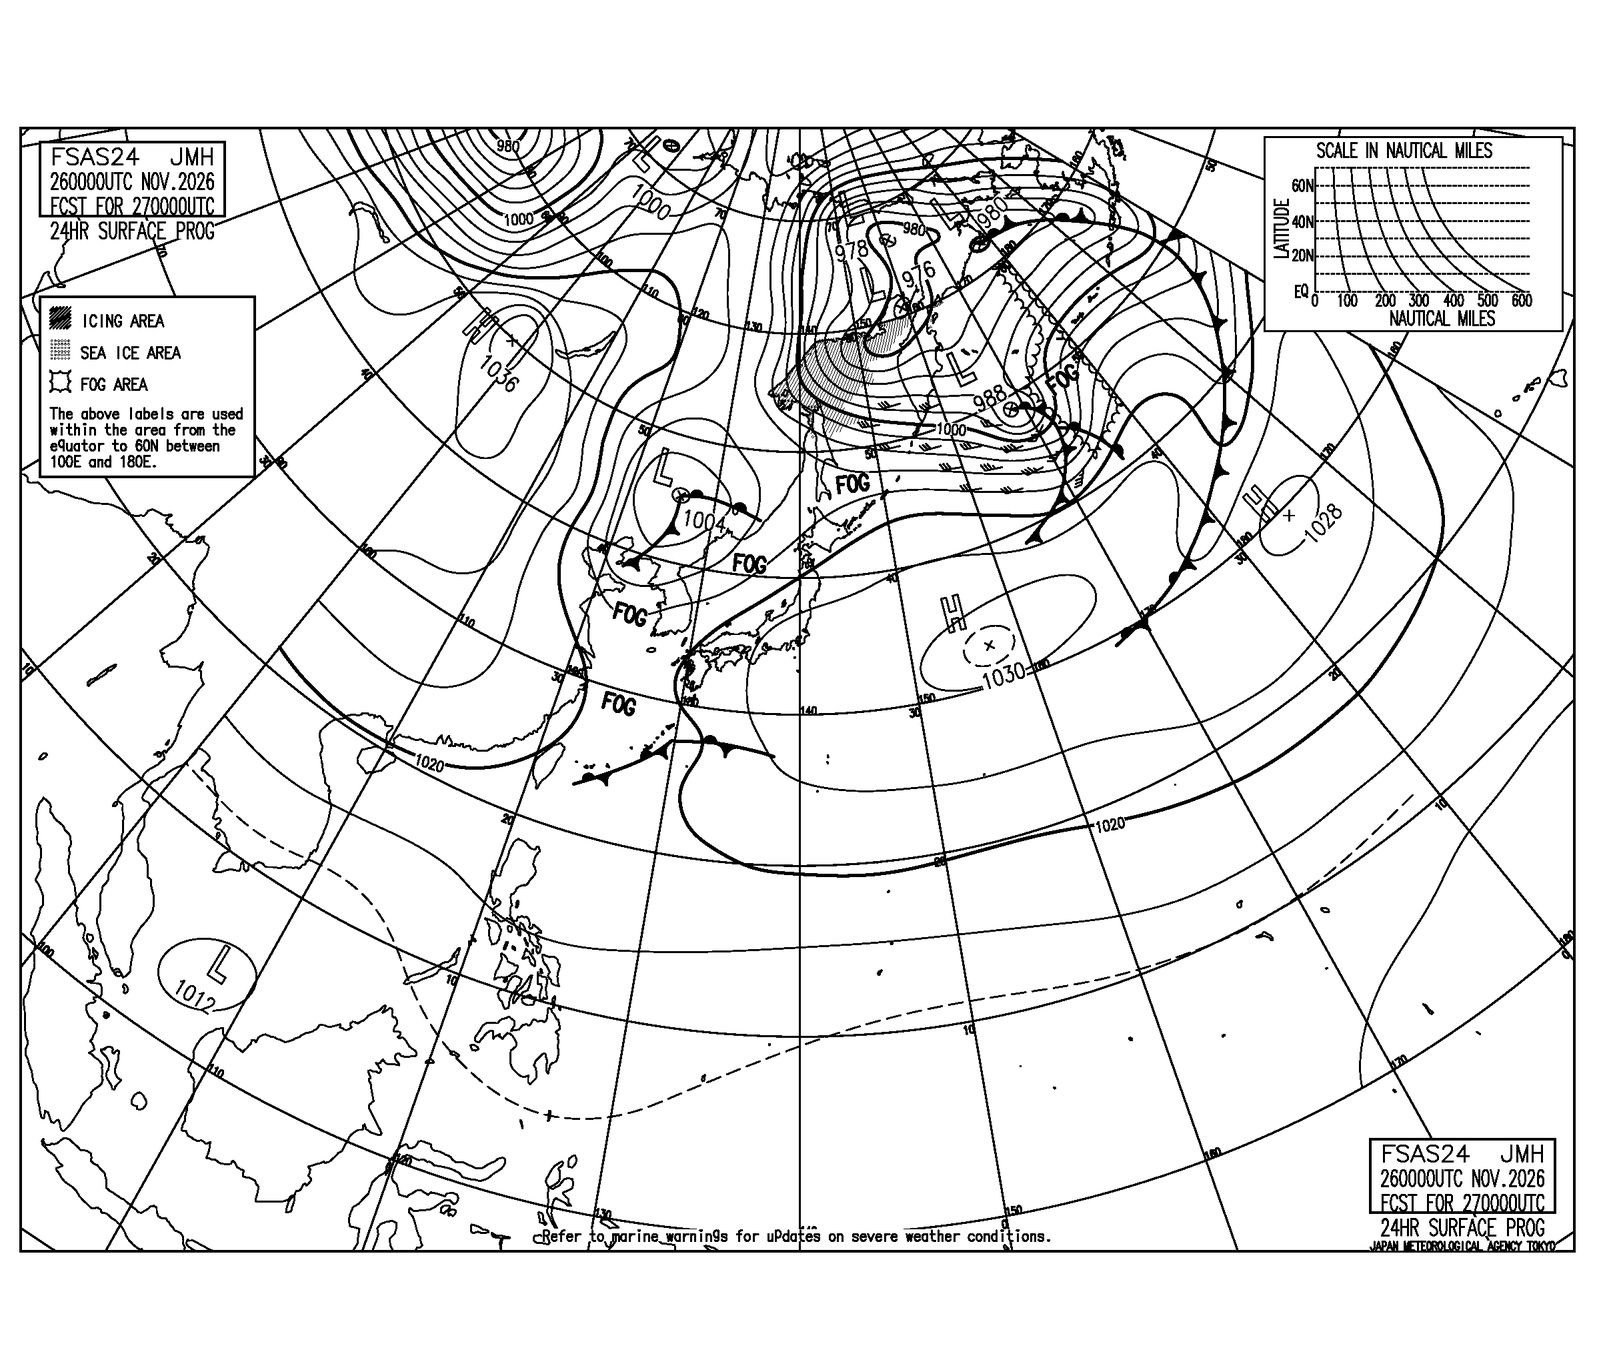 FSAS24 JMH
260000UTC NOV.2026
FCST FOR 270000UTC
24HR SURFACE PROG
ICING AREA
SEA ICE AREA
FOG AREA
The above labels are used
within the area from the
equator to 60N between
100E and 180E.
SCALE IN NAUTICAL MILES
LATITUDE
60N
40N
20N
EQ
0 100 200 300 400 500 600
NAUTICAL MILES
980
1000
L
1000
H
1036
L
978
980
L
976
L
980
L
988
FOG
1000
FOG
L
1004
FOG
FOG
FOG
H
1028
H
1030
1020
1020
L
1012
Refer to marine warnings for uPdates on severe weather conditions.
FSAS24 JMH
260000UTC NOV.2026
FCST FOR 270000UTC
24HR SURFACE PROG
JAPAN METEOROLOGICAL AGENCY TOKYO